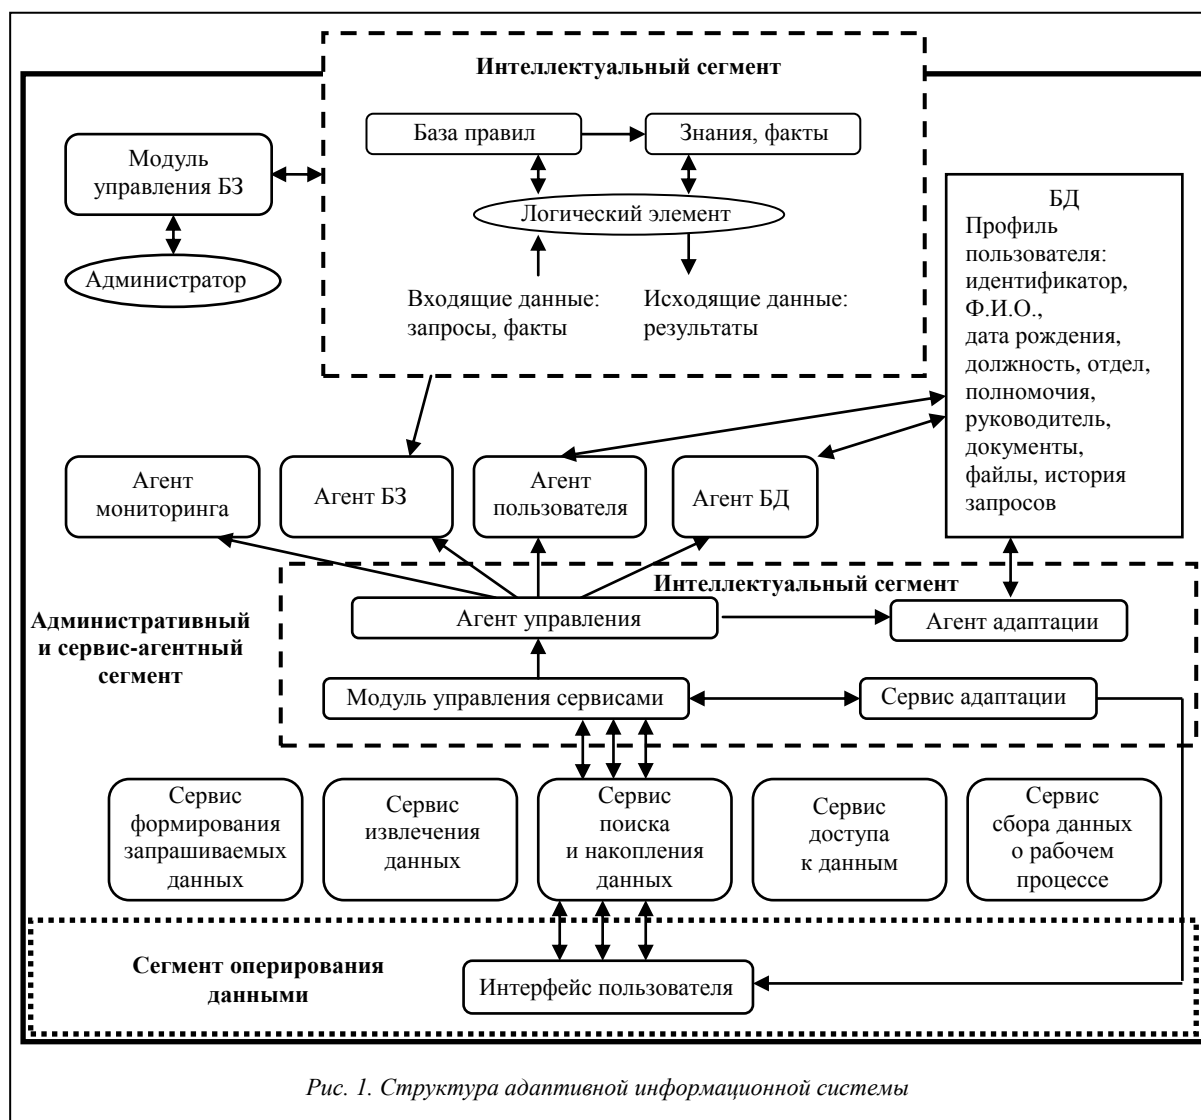 Интеллектуальный сегмент
База правил
Знания, факты
Модуль
управления БЗ
Логический элемент
Администратор
Входящие данные:
запросы, факты
Исходящие данные:
результаты
БД
Профиль
пользователя:
идентификатор,
Ф.И.О.,
дата рождения,
должность, отдел,
полномочия,
руководитель,
документы,
файлы, история
запросов
Агент
мониторинга
Агент БЗ
Агент
пользователя
Агент БД
Интеллектуальный сегмент
Административный
и сервис-агентный
сегмент
Агент управления
Агент адаптации
Модуль управления сервисами
Сервис адаптации
Сервис
формирования
запрашиваемых
данных
Сервис
извлечения
данных
Сервис
поиска
и накопления
данных
Сервис
доступа
к данным
Сервис
сбора данных
о рабочем
процессе
Сегмент оперирования
данными
Интерфейс пользователя
Рис. 1. Структура адаптивной информационной системы